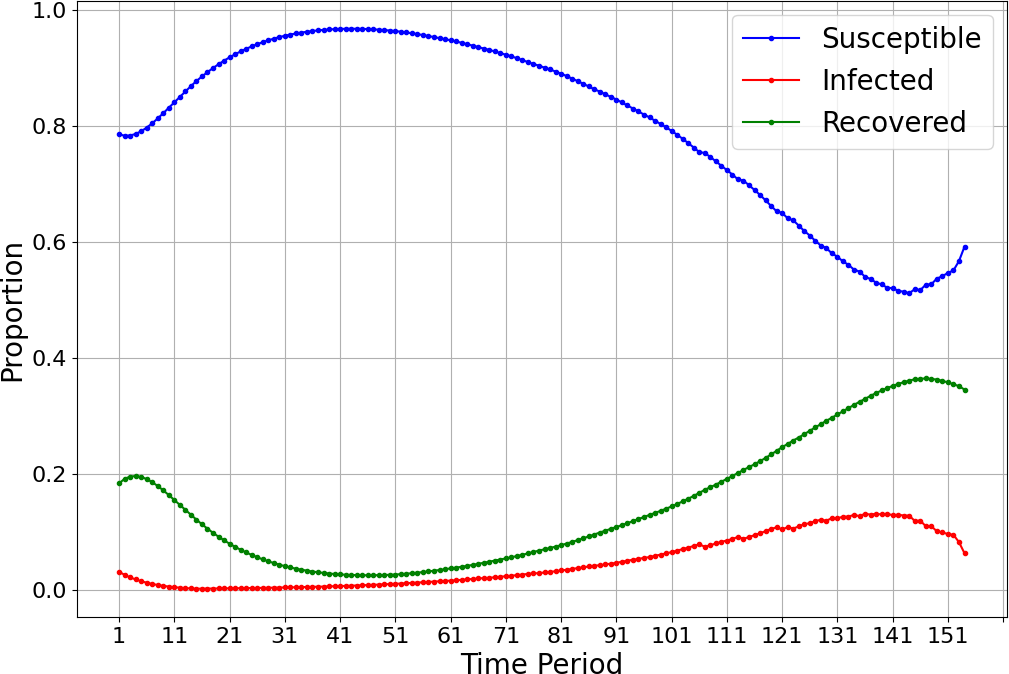 1.0
0.8
0.6
0.4
0.2
0.0
Proportion
Susceptible
Infected
Recovered
1 11 21 31 41 51 61 71 81 91 101 111 121 131 141 151
Time Period